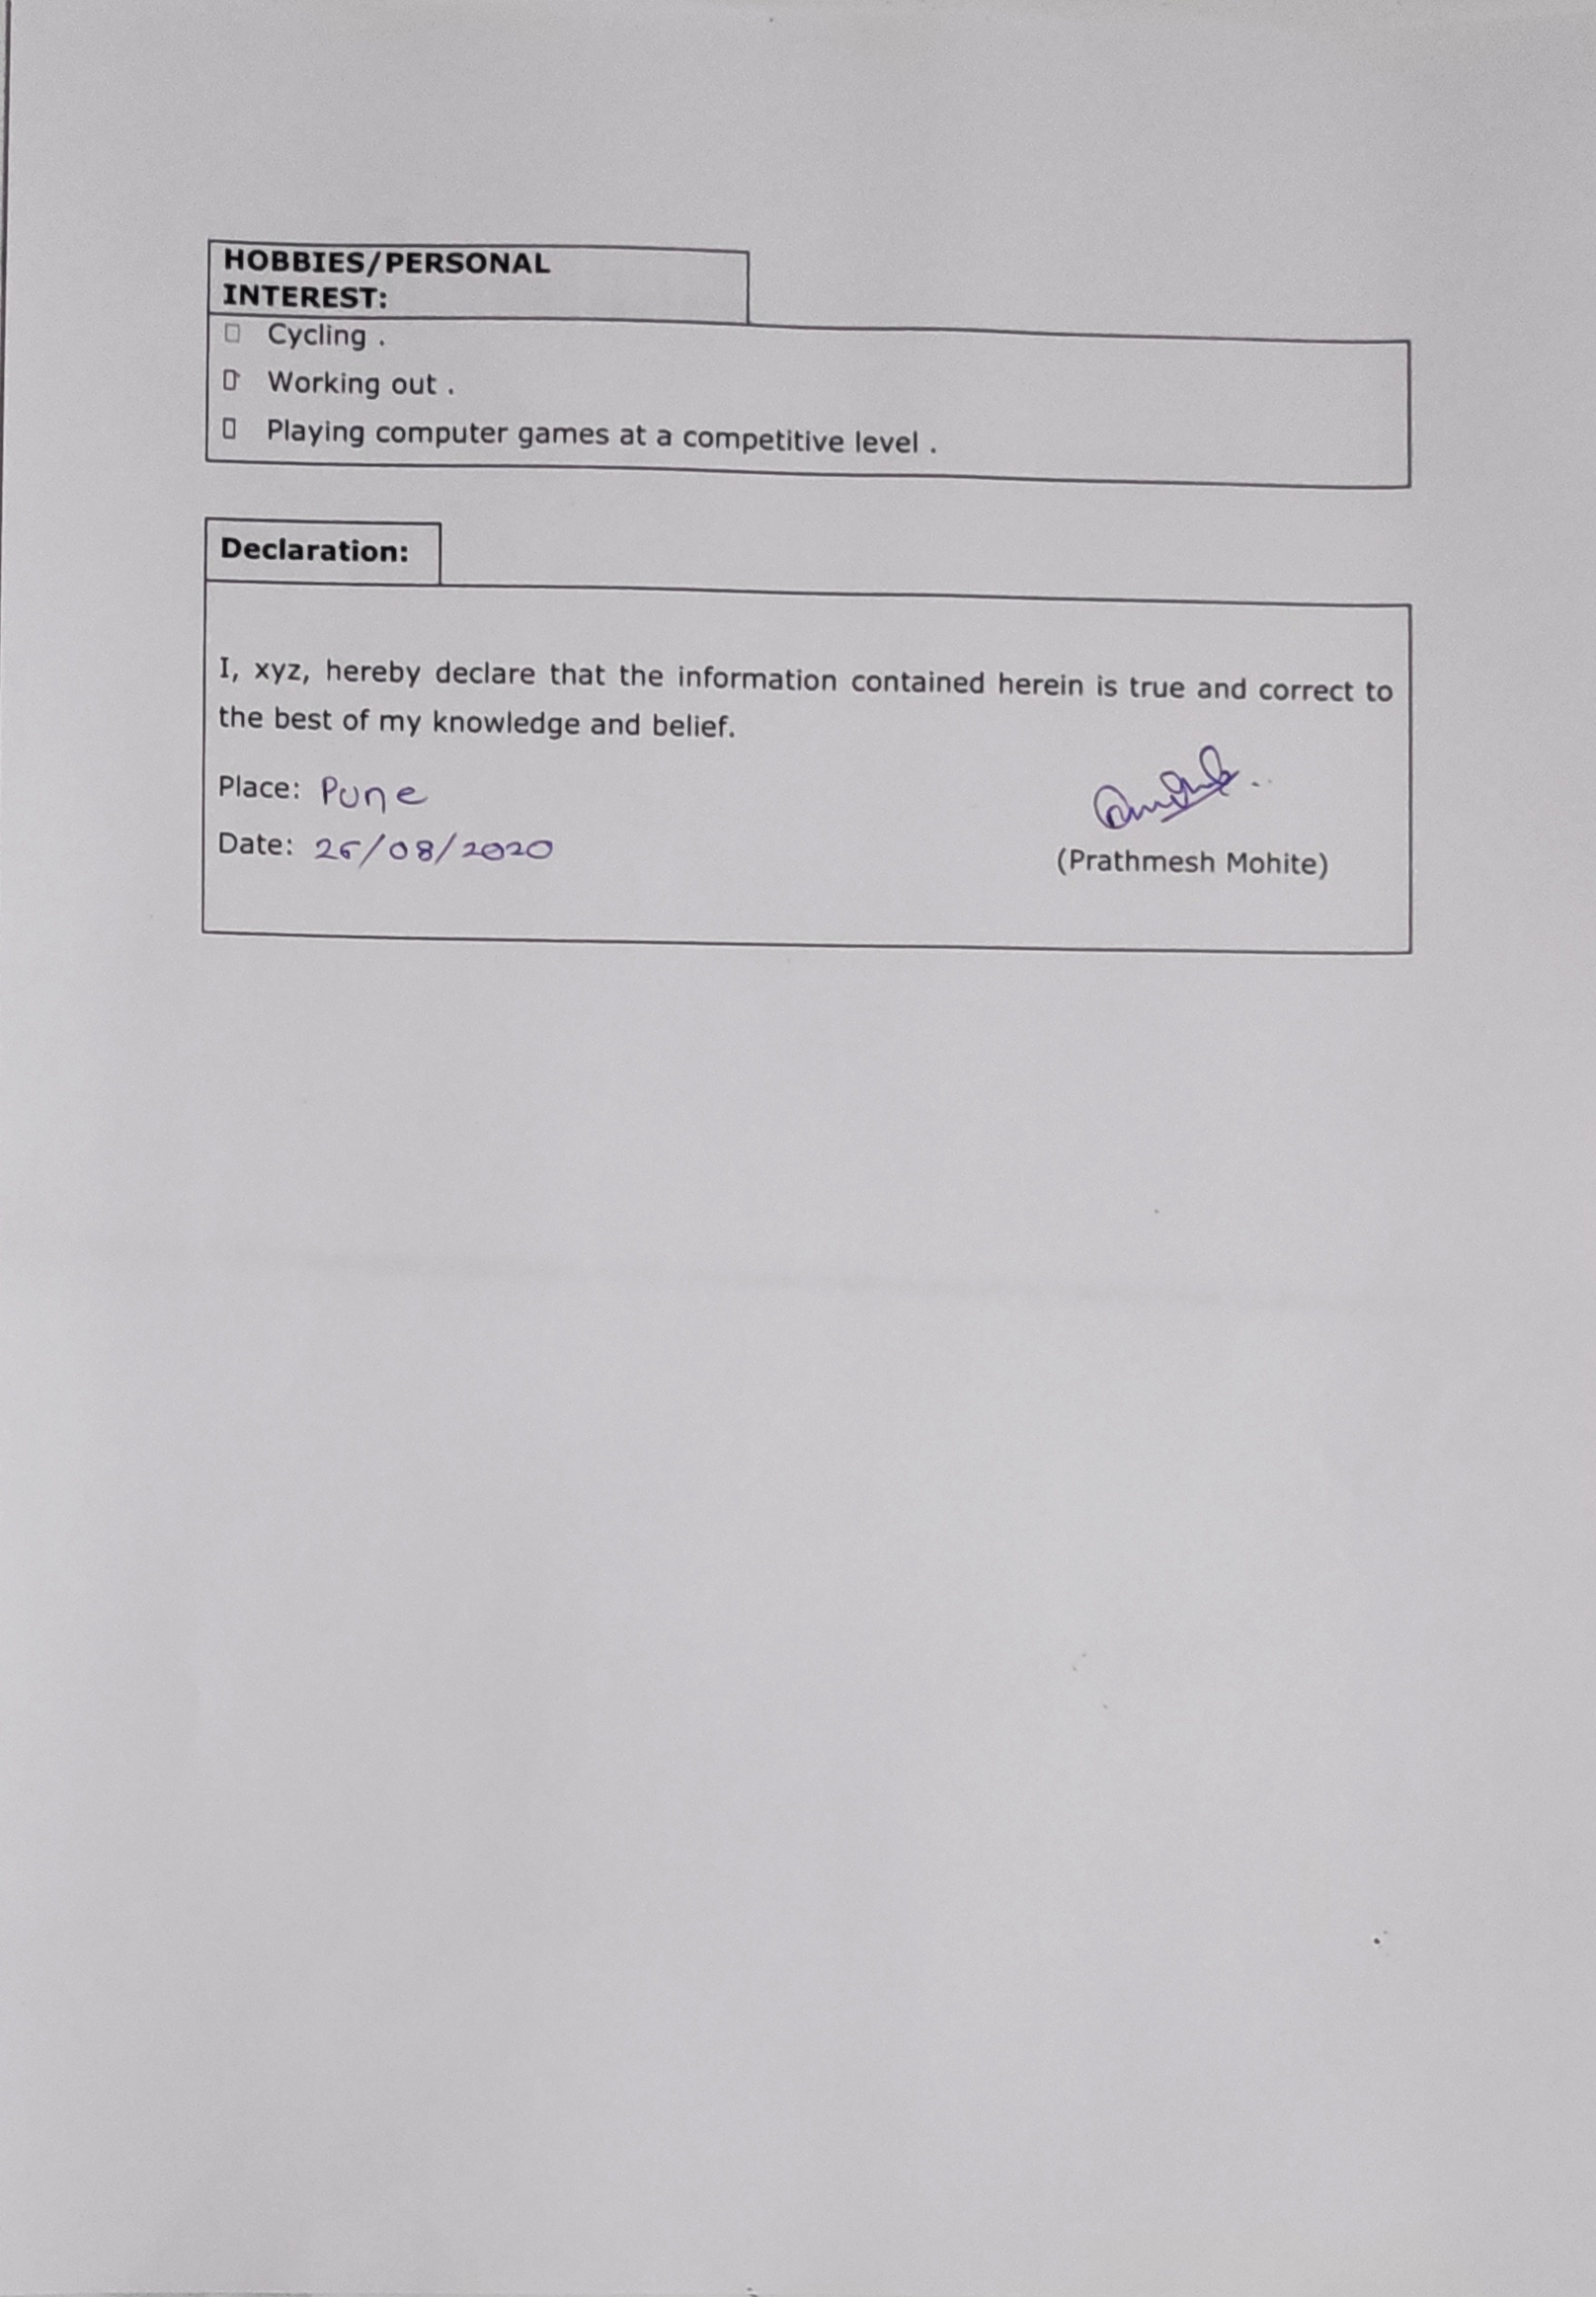 HOBBIES/PERSONAL
INTEREST:
Cycling .
Working out .
Playing computer games at a competitive level .
Declaration:
I, xyz, hereby declare that the information contained herein is true and correct to
the best of my knowledge and belief.
Place: Pune
Date: 26/08/2020
(Prathmesh Mohite)